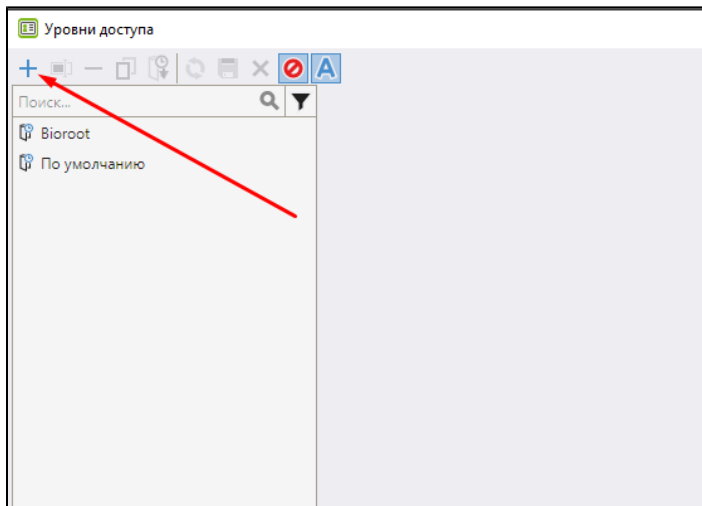 Уровни доступа
A
Поиск...
Bioroot
По умолчанию